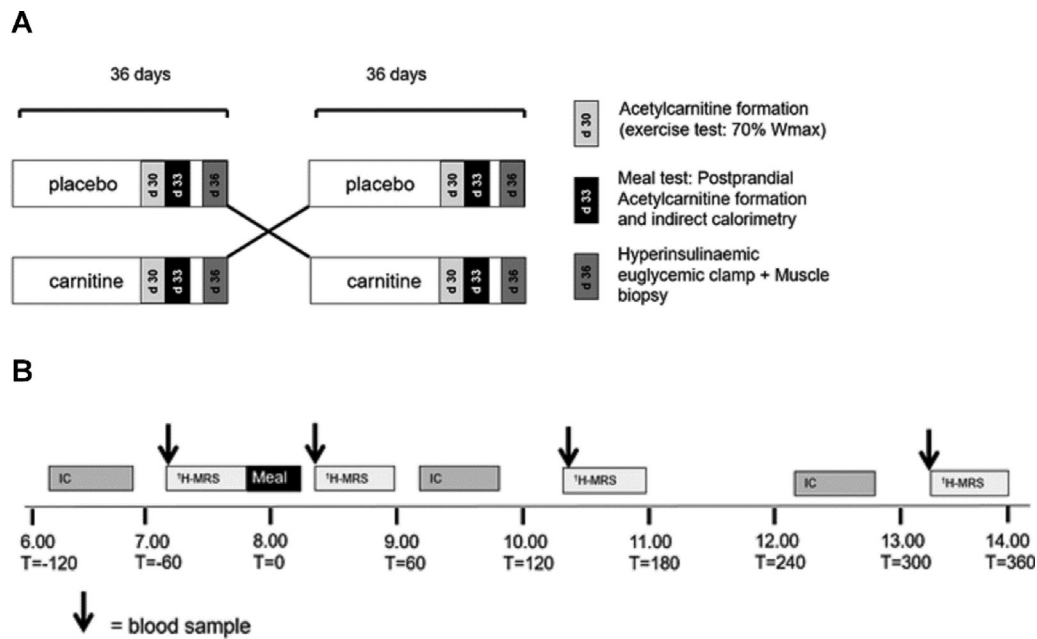 A
36 days
36 days
placebo
d 30
d 33
d 36
placebo
d 30
d 33
d 36
carnitine
d 30
d 33
d 36
carnitine
d 30
d 33
d 36
d 30
Acetylcarnitine formation
(exercise test: 70% Wmax)
d 33
Meal test: Postprandial
Acetylcarnitine formation
and indirect calorimetry
d 36
Hyperinsulinaemic
euglycemic clamp + Muscle
biopsy
B
IC
¹H-MRS
Meal
¹H-MRS
IC
¹H-MRS
IC
¹H-MRS
6.00 7.00 8.00 9.00 10.00 11.00 12.00 13.00 14.00
T=-120 T=-60 T=0 T=60 T=120 T=180 T=240 T=300 T=360
= blood sample